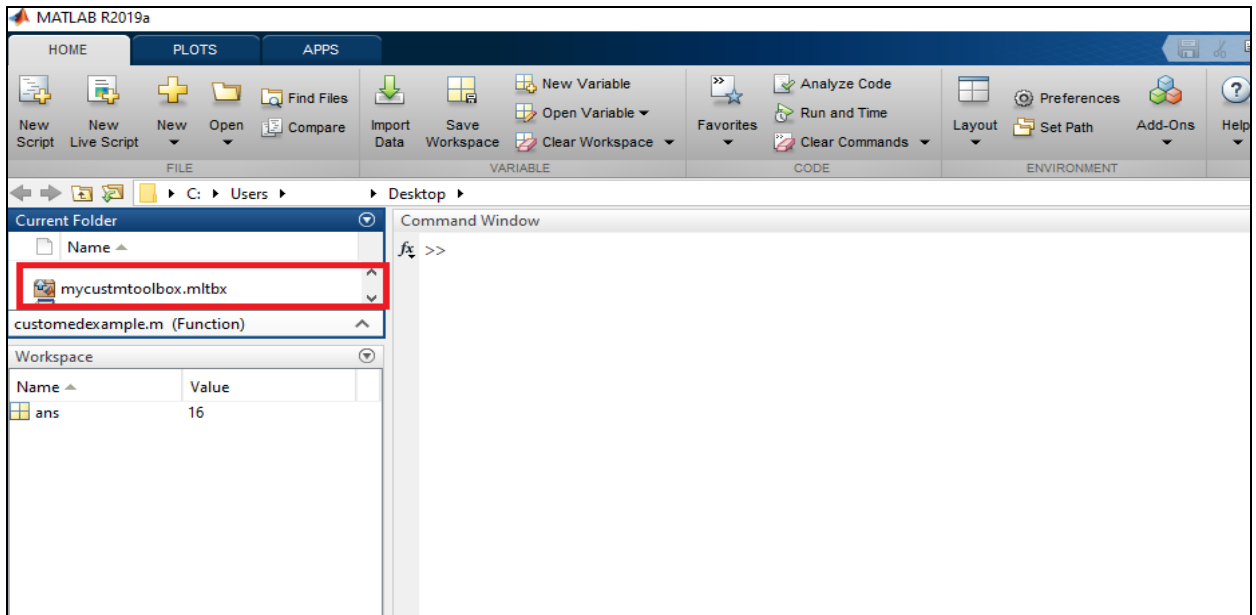 MATLAB R2019a
HOME PLOTS APPS
New Script
New Live Script
New
Open
Find Files
Compare
FILE
Import Data
Save Workspace
New Variable
Open Variable
Clear Workspace
VARIABLE
Favorites
Analyze Code
Run and Time
Clear Commands
CODE
Layout
Preferences
Set Path
Add-Ons
ENVIRONMENT
? Help
C: Users Desktop
Current Folder
Name
mycustmtoolbox.mltbx
customedexample.m (Function)
Workspace
Name Value
ans 16
Command Window
fx >>